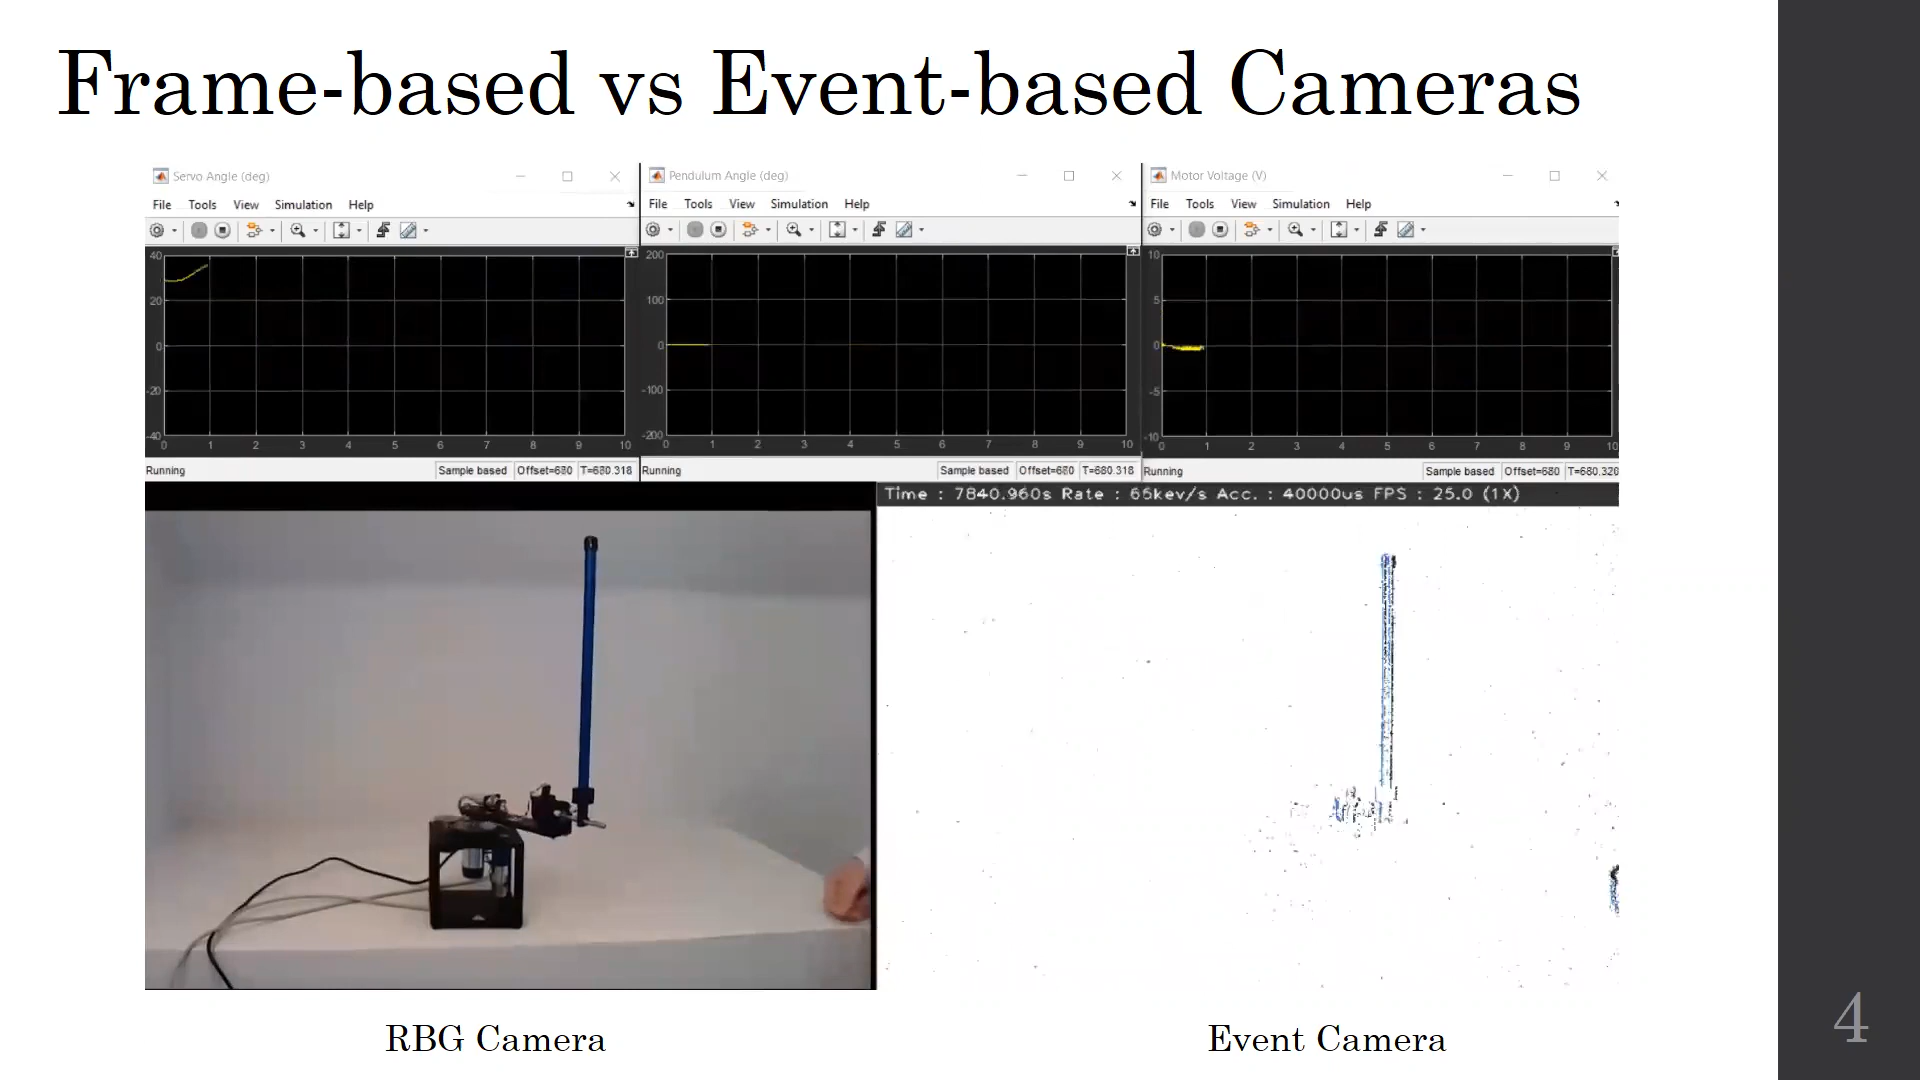 Frame-based vs Event-based Cameras
Servo Angle (deg)
File Tools View Simulation Help
40
20
0
-20
-40
0 1 2 3 4 5 6 7 8 9 10
Running Sample based Offset=680 T=680.318
Pendulum Angle (deg)
File Tools View Simulation Help
200
100
0
-100
-200
0 1 2 3 4 5 6 7 8 9 10
Running Sample based Offset=680 T=680.318
Motor Voltage (V)
File Tools View Simulation Help
10
5
0
-5
-10
0 1 2 3 4 5 6 7 8 9 10
Running Sample based Offset=680 T=680.320
Time : 7840.960s Rate : 65kev/s Acc. : 40000us FPS : 25.0 (1X)
RBG Camera
Event Camera
4